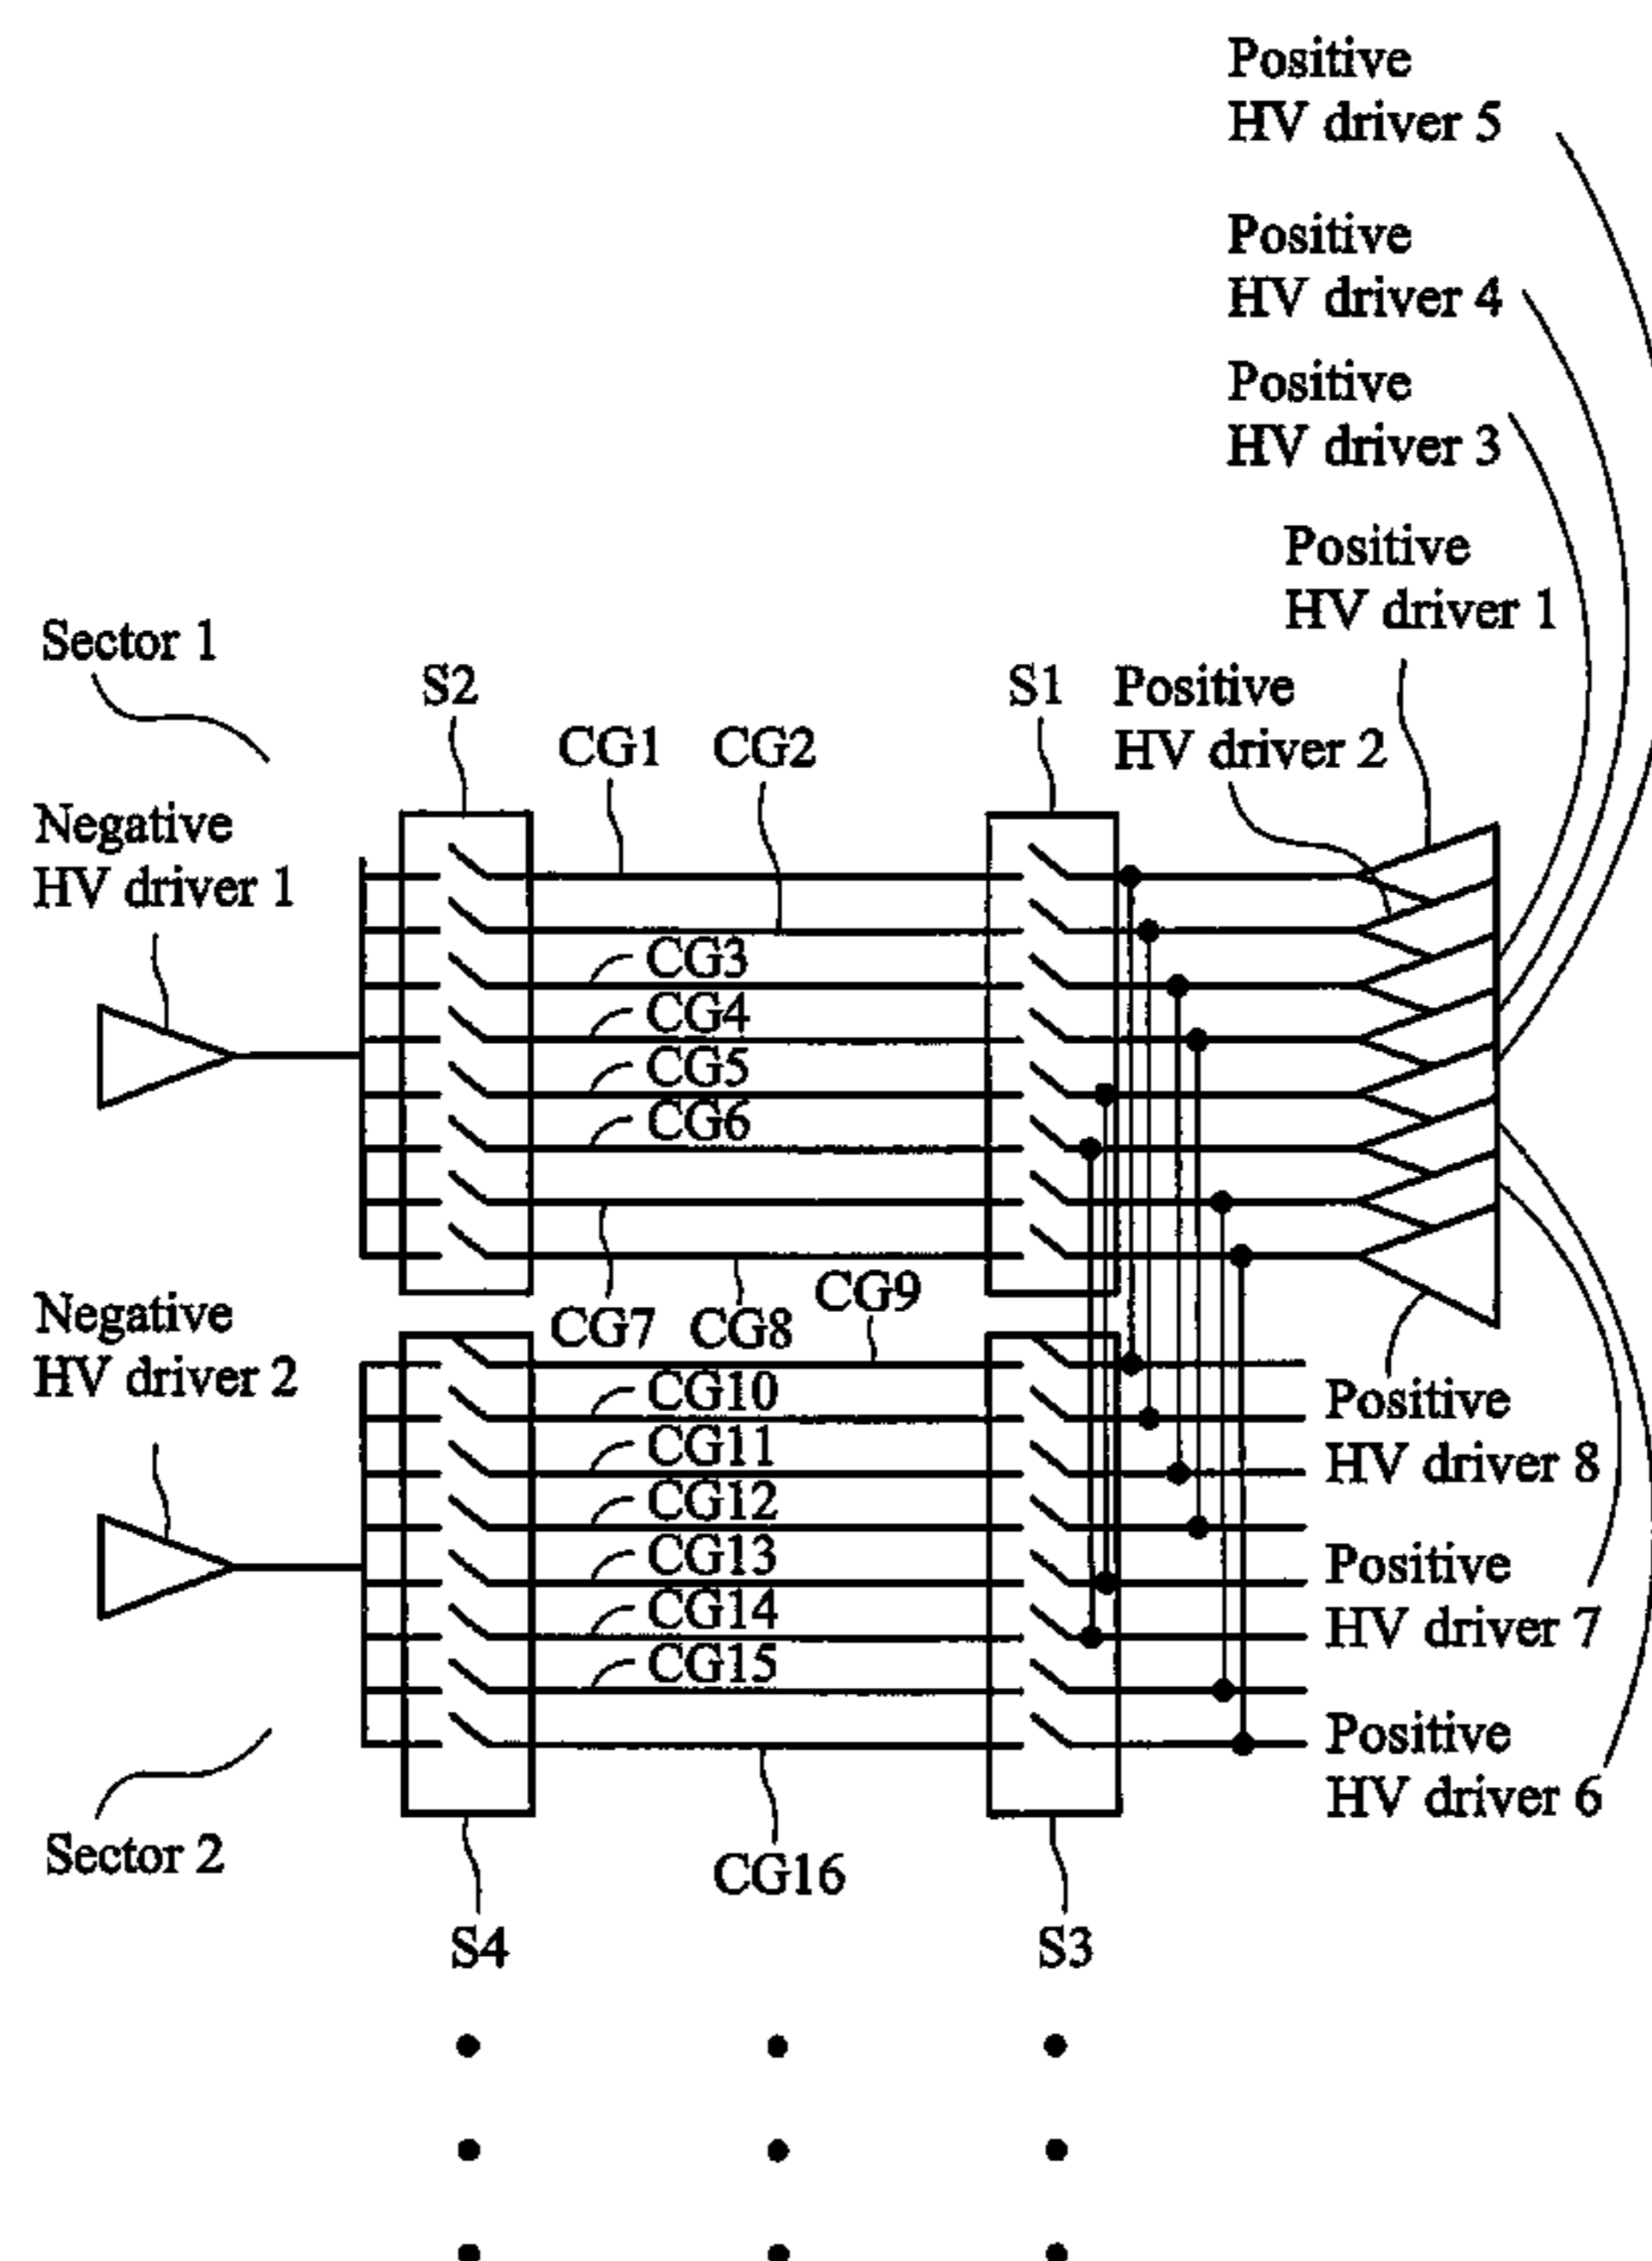 Positive
HV driver 5
Positive
HV driver 4
Positive
HV driver 3
Positive
HV driver 1
Sector 1
S2
S1
Positive
HV driver 2
CG1
CG2
Negative
HV driver 1
CG3
CG4
CG5
CG6
CG9
CG7
CG8
Negative
HV driver 2
CG10
Positive
HV driver 8
CG11
CG12
CG13
Positive
HV driver 7
CG14
CG15
Positive
HV driver 6
Sector 2
CG16
S4
S3